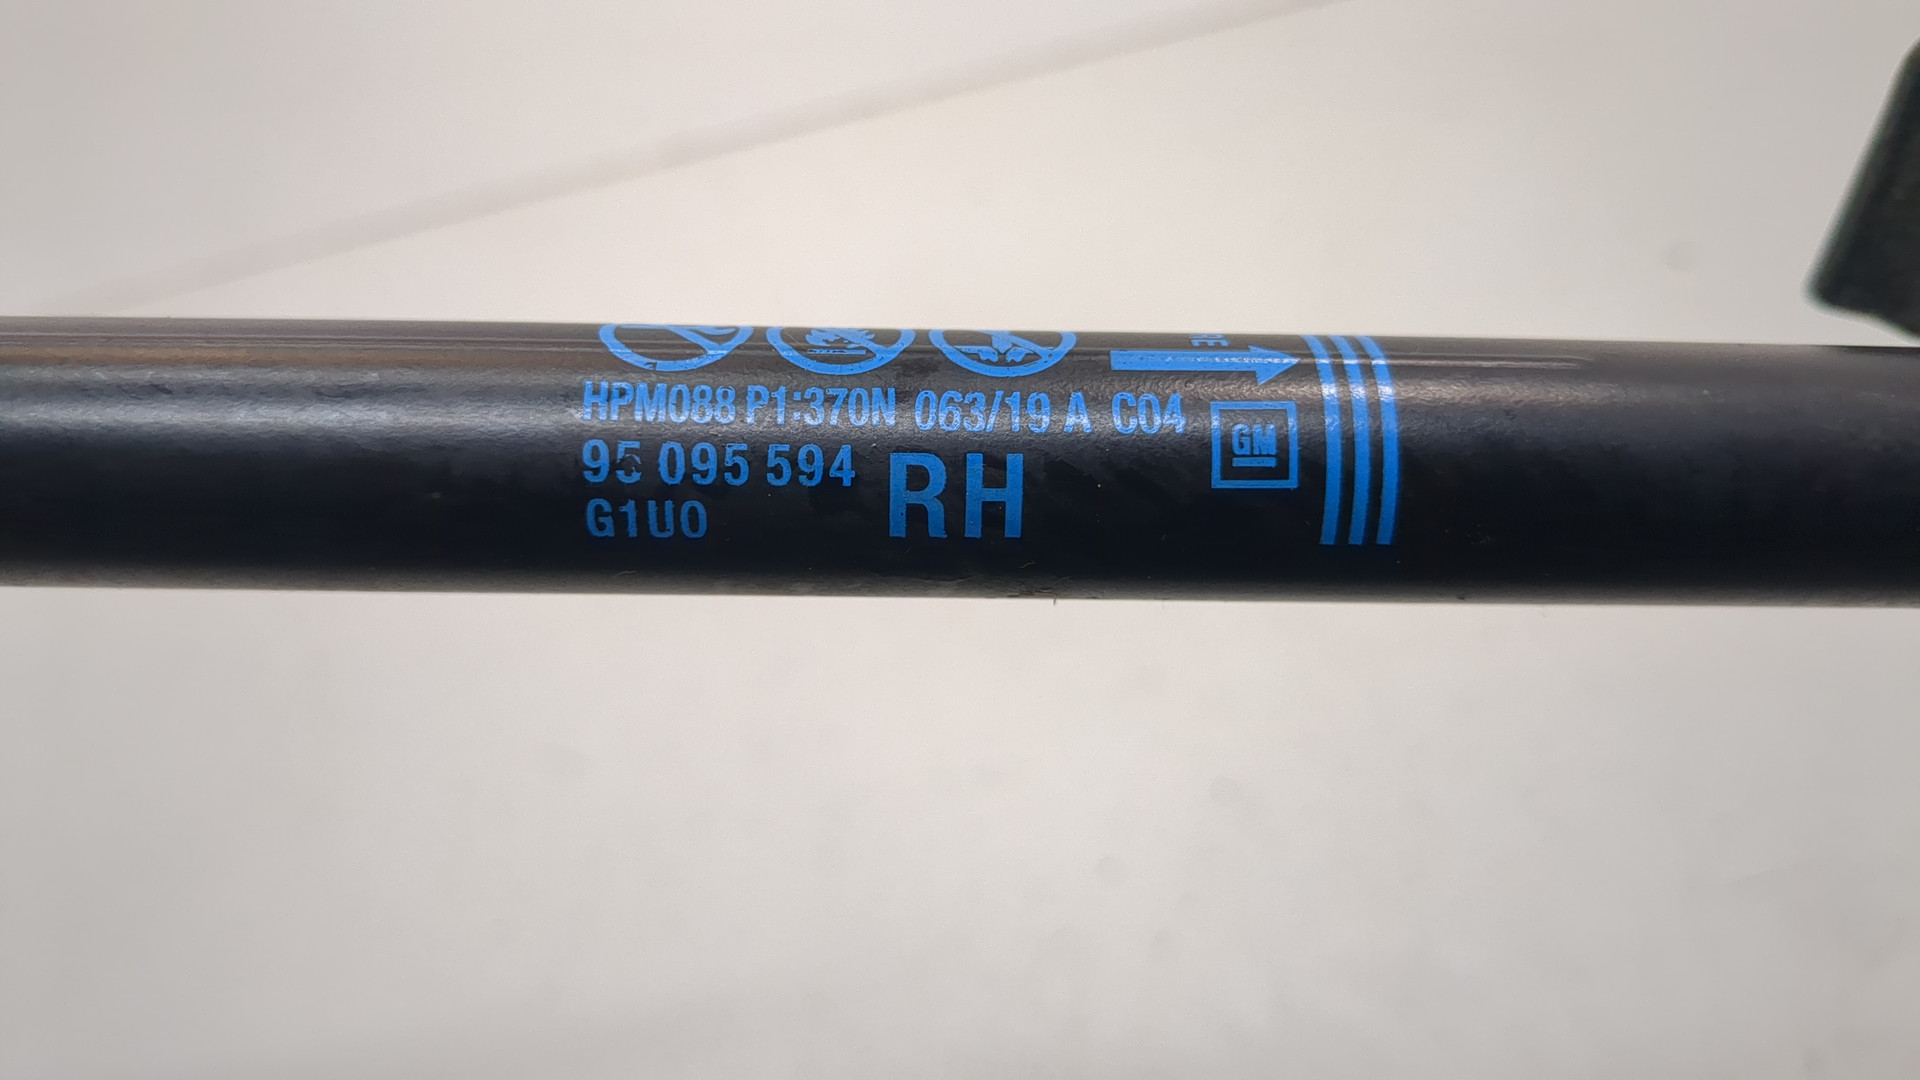 HPM088 P1:370N 063/19 A C04
95 095 594 RH
G1U0
GM